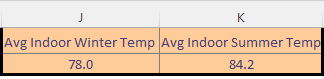 J K
Avg Indoor Winter Temp Avg Indoor Summer Temp
78.0 84.2